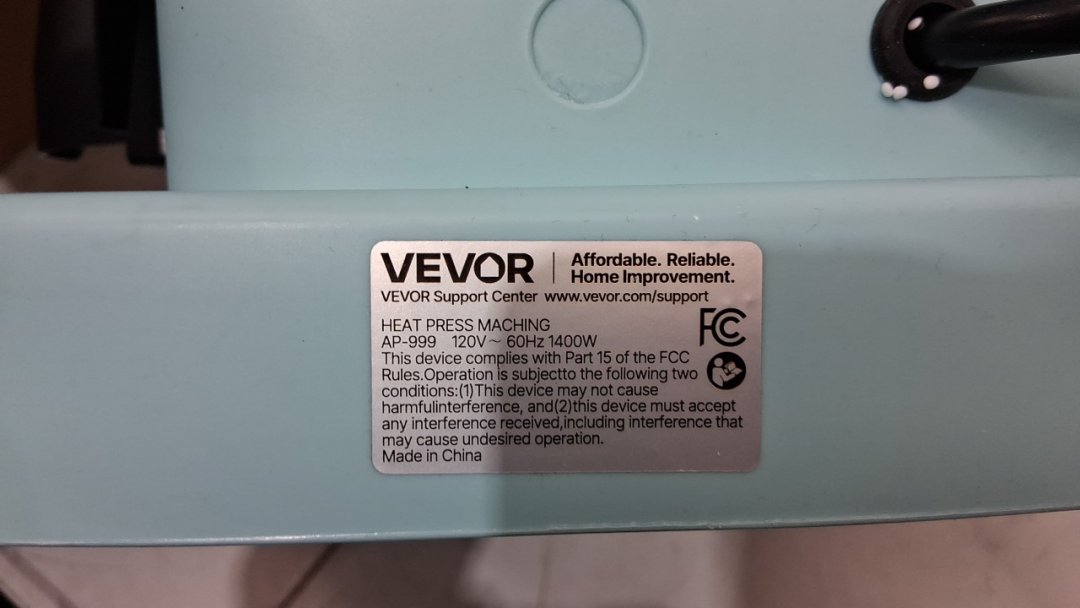 VEVOR
Affordable. Reliable.
Home Improvement.
VEVOR Support Center www.vevor.com/support
FC
HEAT PRESS MACHING
AP-999 120V~ 60Hz 1400W
This device complies with Part 15 of the FCC
Rules.Operation is subjectto the following two
conditions:(1)This device may not cause
harmfulinterference, and(2)this device must accept
any interference received,including interference that
may cause undesired operation.
Made in China